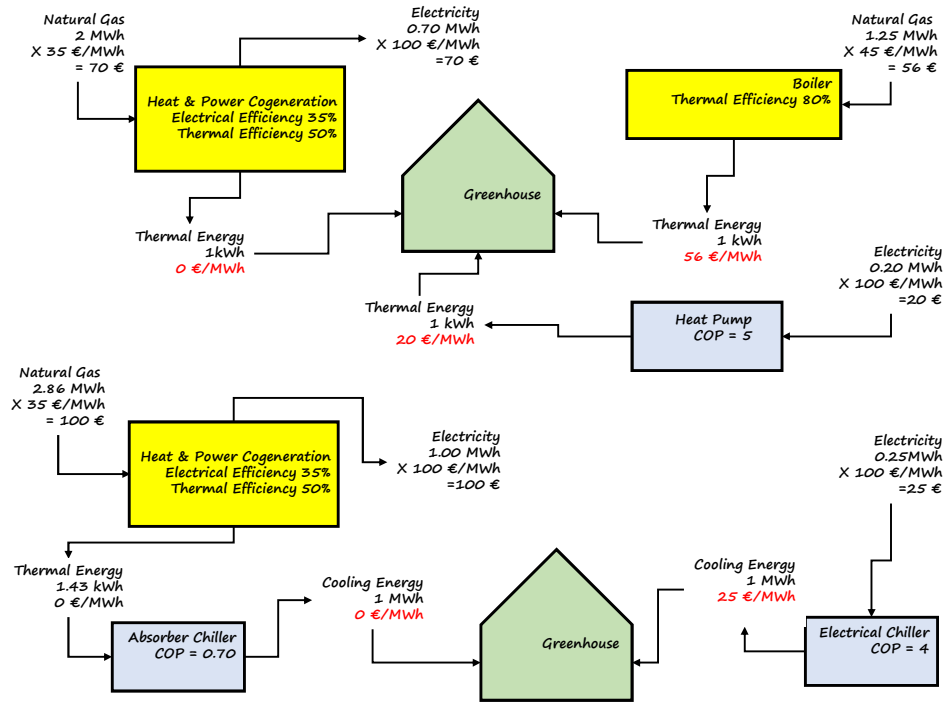 Natural Gas
2 MWh
X 35 €/MWh
= 70 €
Electricity
0.70 MWh
X 100 €/MWh
=70 €
Natural Gas
1.25 MWh
X 45 €/MWh
= 56 €
Heat & Power Cogeneration
Electrical Efficiency 35%
Thermal Efficiency 50%
Boiler
Thermal Efficiency 80%
Greenhouse
Thermal Energy
1kWh
0 €/MWh
Thermal Energy
1 kWh
56 €/MWh
Electricity
0.20 MWh
X 100 €/MWh
=20 €
Thermal Energy
1 kWh
20 €/MWh
Heat Pump
COP = 5
Natural Gas
2.86 MWh
X 35 €/MWh
= 100 €
Heat & Power Cogeneration
Electrical Efficiency 35%
Thermal Efficiency 50%
Electricity
1.00 MWh
X 100 €/MWh
=100 €
Electricity
0.25MWh
X 100 €/MWh
=25 €
Thermal Energy
1.43 kWh
0 €/MWh
Cooling Energy
1 MWh
0 €/MWh
Cooling Energy
1 MWh
25 €/MWh
Absorber Chiller
COP = 0.70
Greenhouse
Electrical Chiller
COP = 4